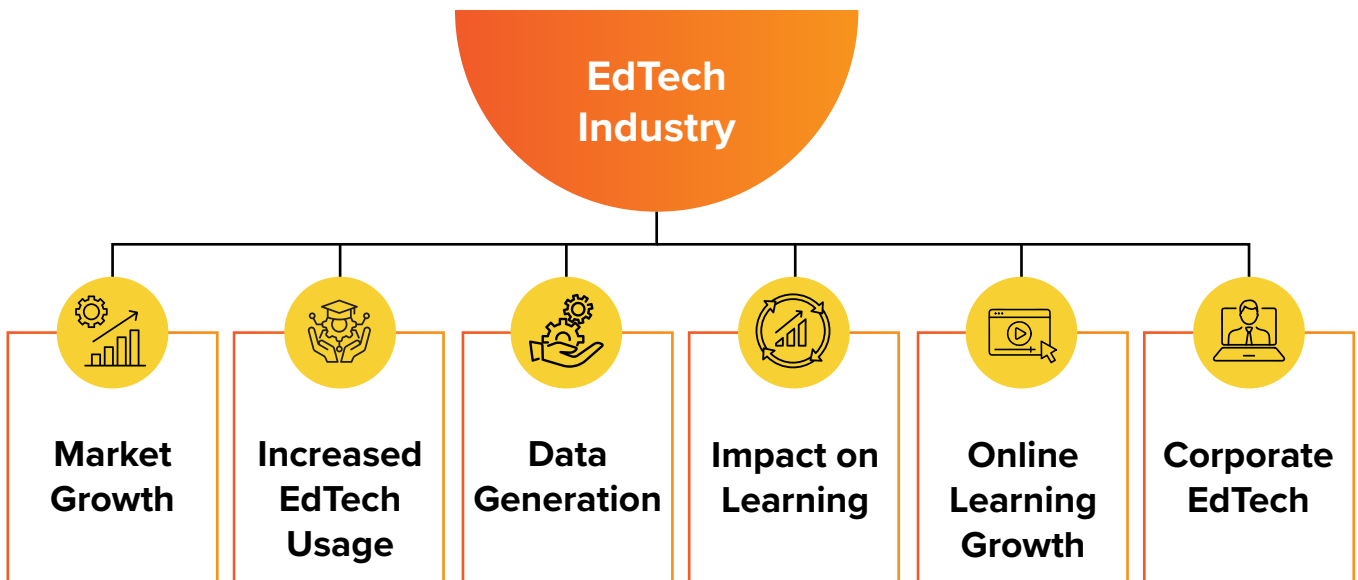 EdTech
Industry
Market
Growth
Increased
EdTech
Usage
Data
Generation
Impact on
Learning
Online
Learning
Growth
Corporate
EdTech